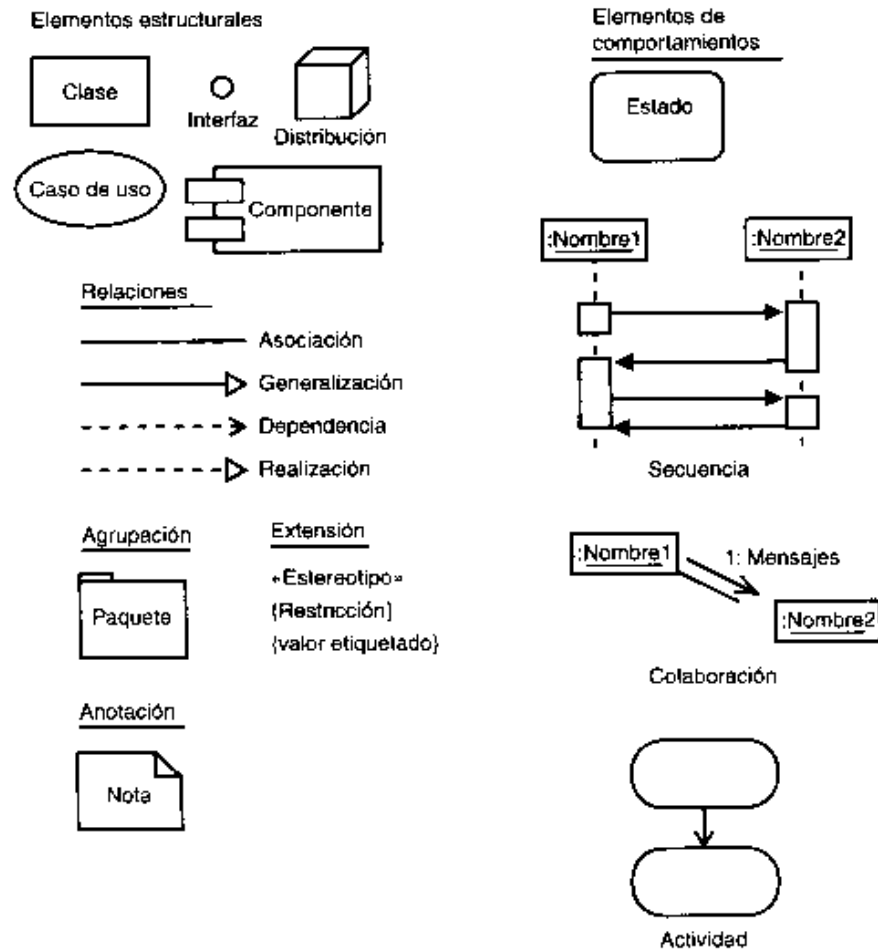 Elementos estructurales
Clase
Interfaz
Distribución
Caso de uso
Componente
Relaciones
Asociación
Generalización
Dependencia
Realización
Agrupación
Paquete
Extensión
«Estereotipo»
{Restricción}
{valor etiquetado}
Anotación
Nota
Elementos de
comportamientos
Estado
:Nombre1
:Nombre2
Secuencia
:Nombre1
1: Mensajes
:Nombre2
Colaboración
Actividad